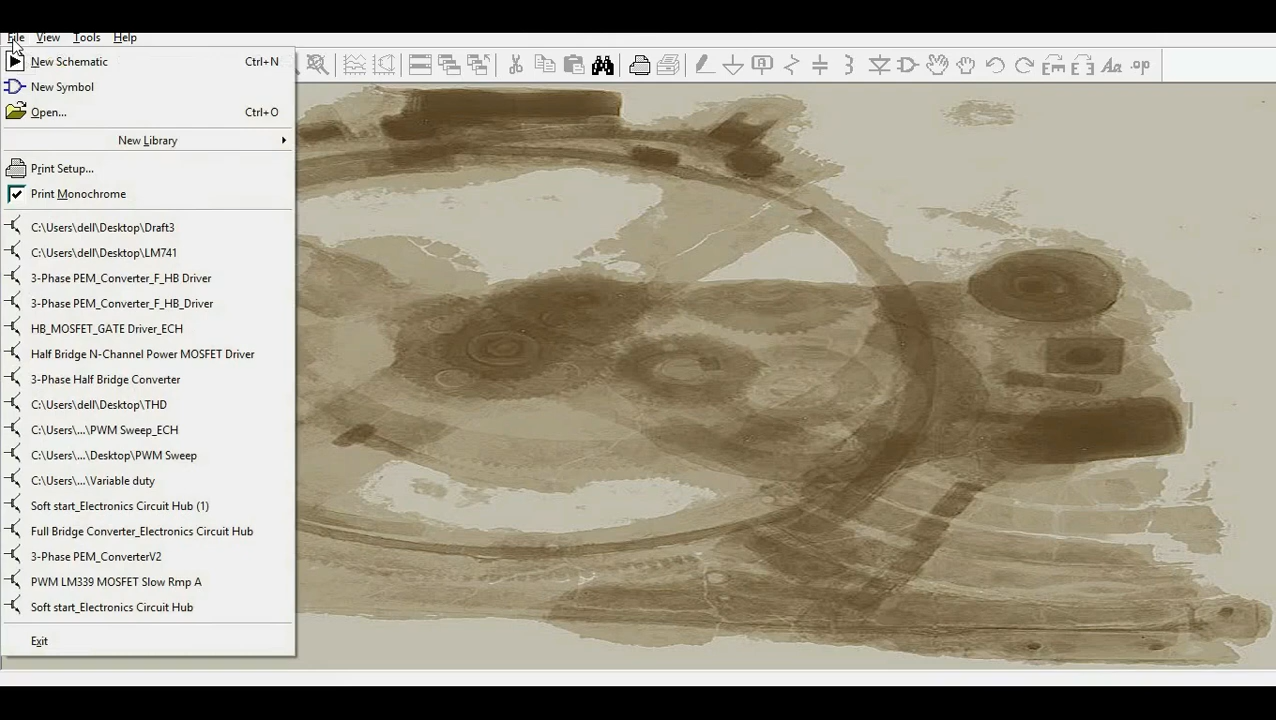 File View Tools Help
New Schematic Ctrl+N
New Symbol
Open... Ctrl+O
New Library
Print Setup...
Print Monochrome
C:\Users\dell\Desktop\Draft3
C:\Users\dell\Desktop\LM741
3-Phase PEM_Converter_F_HB Driver
3-Phase PEM_Converter_F_HB_Driver
HB_MOSFET_GATE Driver_ECH
Half Bridge N-Channel Power MOSFET Driver
3-Phase Half Bridge Converter
C:\Users\dell\Desktop\THD
C:\Users\...\PWM Sweep_ECH
C:\Users\...\Desktop\PWM Sweep
C:\Users\...\Variable duty
Soft start_Electronics Circuit Hub (1)
Full Bridge Converter_Electronics Circuit Hub
3-Phase PEM_ConverterV2
PWM LM339 MOSFET Slow Rmp A
Soft start_Electronics Circuit Hub
Exit
Aa .op